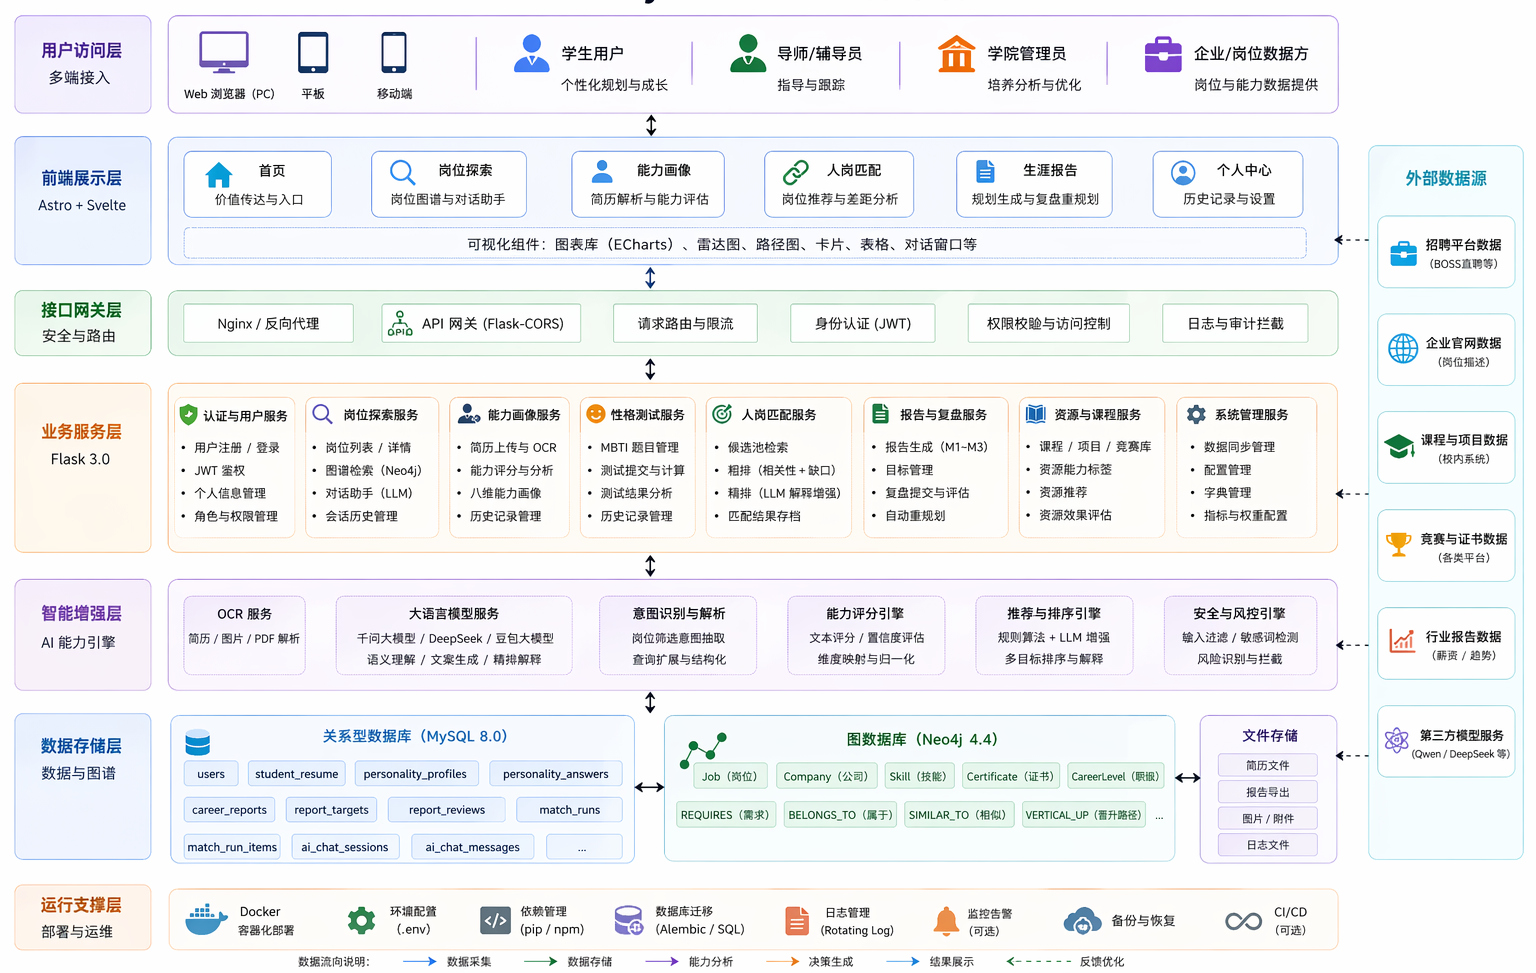 用户访问层
多端接入
Web 浏览器（PC）
平板
移动端
学生用户
个性化规划与成长
导师/辅导员
指导与跟踪
学院管理员
培养分析与优化
企业/岗位数据方
岗位与能力数据提供
前端展示层
Astro + Svelte
首页
价值传达与入口
岗位探索
岗位图谱与对话助手
能力画像
简历解析与能力评估
人岗匹配
岗位推荐与差距分析
生涯报告
规划生成与复盘重规划
个人中心
历史记录与设置
可视化组件：图表库（ECharts）、雷达图、路径图、卡片、表格、对话窗口等
接口网关层
安全与路由
Nginx / 反向代理
API 网关 (Flask-CORS)
请求路由与限流
身份认证 (JWT)
权限校验与访问控制
日志与审计拦截
业务服务层
Flask 3.0
认证与用户服务
• 用户注册 / 登录
• JWT 鉴权
• 个人信息管理
• 角色与权限管理
岗位探索服务
• 岗位列表 / 详情
• 图谱检索（Neo4j）
• 对话助手（LLM）
• 会话历史管理
能力画像服务
• 简历上传与 OCR
• 能力评分与分析
• 八维能力画像
• 历史记录管理
性格测试服务
• MBTI 题目管理
• 测试提交与计算
• 测试结果分析
• 历史记录管理
人岗匹配服务
• 候选池检索
• 粗排（相关性 + 缺口）
• 精排（LLM 解释增强）
• 匹配结果存档
报告与复盘服务
• 报告生成（M1~M3）
• 目标管理
• 复盘提交与评估
• 自动重规划
资源与课程服务
• 课程 / 项目 / 竞赛库
• 资源能力标签
• 资源推荐
• 资源效果评估
系统管理服务
• 数据同步管理
• 配置管理
• 字典管理
• 指标与权重配置
智能增强层
AI 能力引擎
OCR 服务
简历 / 图片 / PDF 解析
大语言模型服务
千问大模型 / DeepSeek / 豆包大模型
语义理解 / 文案生成 / 精排解释
意图识别与解析
岗位筛选意图抽取
查询扩展与结构化
能力评分引擎
文本评分 / 置信度评估
维度映射与归一化
推荐与排序引擎
规则算法 + LLM 增强
多目标排序与解释
安全与风控引擎
输入过滤 / 敏感词检测
风险识别与拦截
数据存储层
数据与图谱
关系型数据库（MySQL 8.0）
users
student_resume
personality_profiles
personality_answers
career_reports
report_targets
report_reviews
match_runs
match_run_items
ai_chat_sessions
ai_chat_messages
...
图数据库（Neo4j 4.4）
Job（岗位）
Company（公司）
Skill（技能）
Certificate（证书）
CareerLevel（职级）
REQUIRES（需求）
BELONGS_TO（属于）
SIMILAR_TO（相似）
VERTICAL_UP（晋升路径）
...
文件存储
简历文件
报告导出
图片 / 附件
日志文件
运行支撑层
部署与运维
Docker
容器化部署
环境配置
(.env)
依赖管理
(pip / npm)
数据库迁移
(Alembic / SQL)
日志管理
(Rotating Log)
监控告警
(可选)
备份与恢复
CI/CD
(可选)
数据流向说明：
数据采集
数据存储
能力分析
决策生成
结果展示
反馈优化
外部数据源
招聘平台数据
（BOSS直聘等）
企业官网数据
（岗位描述）
课程与项目数据
（校内系统）
竞赛与证书数据
（各类平台）
行业报告数据
（薪资 / 趋势）
第三方模型服务
(Qwen / DeepSeek 等)